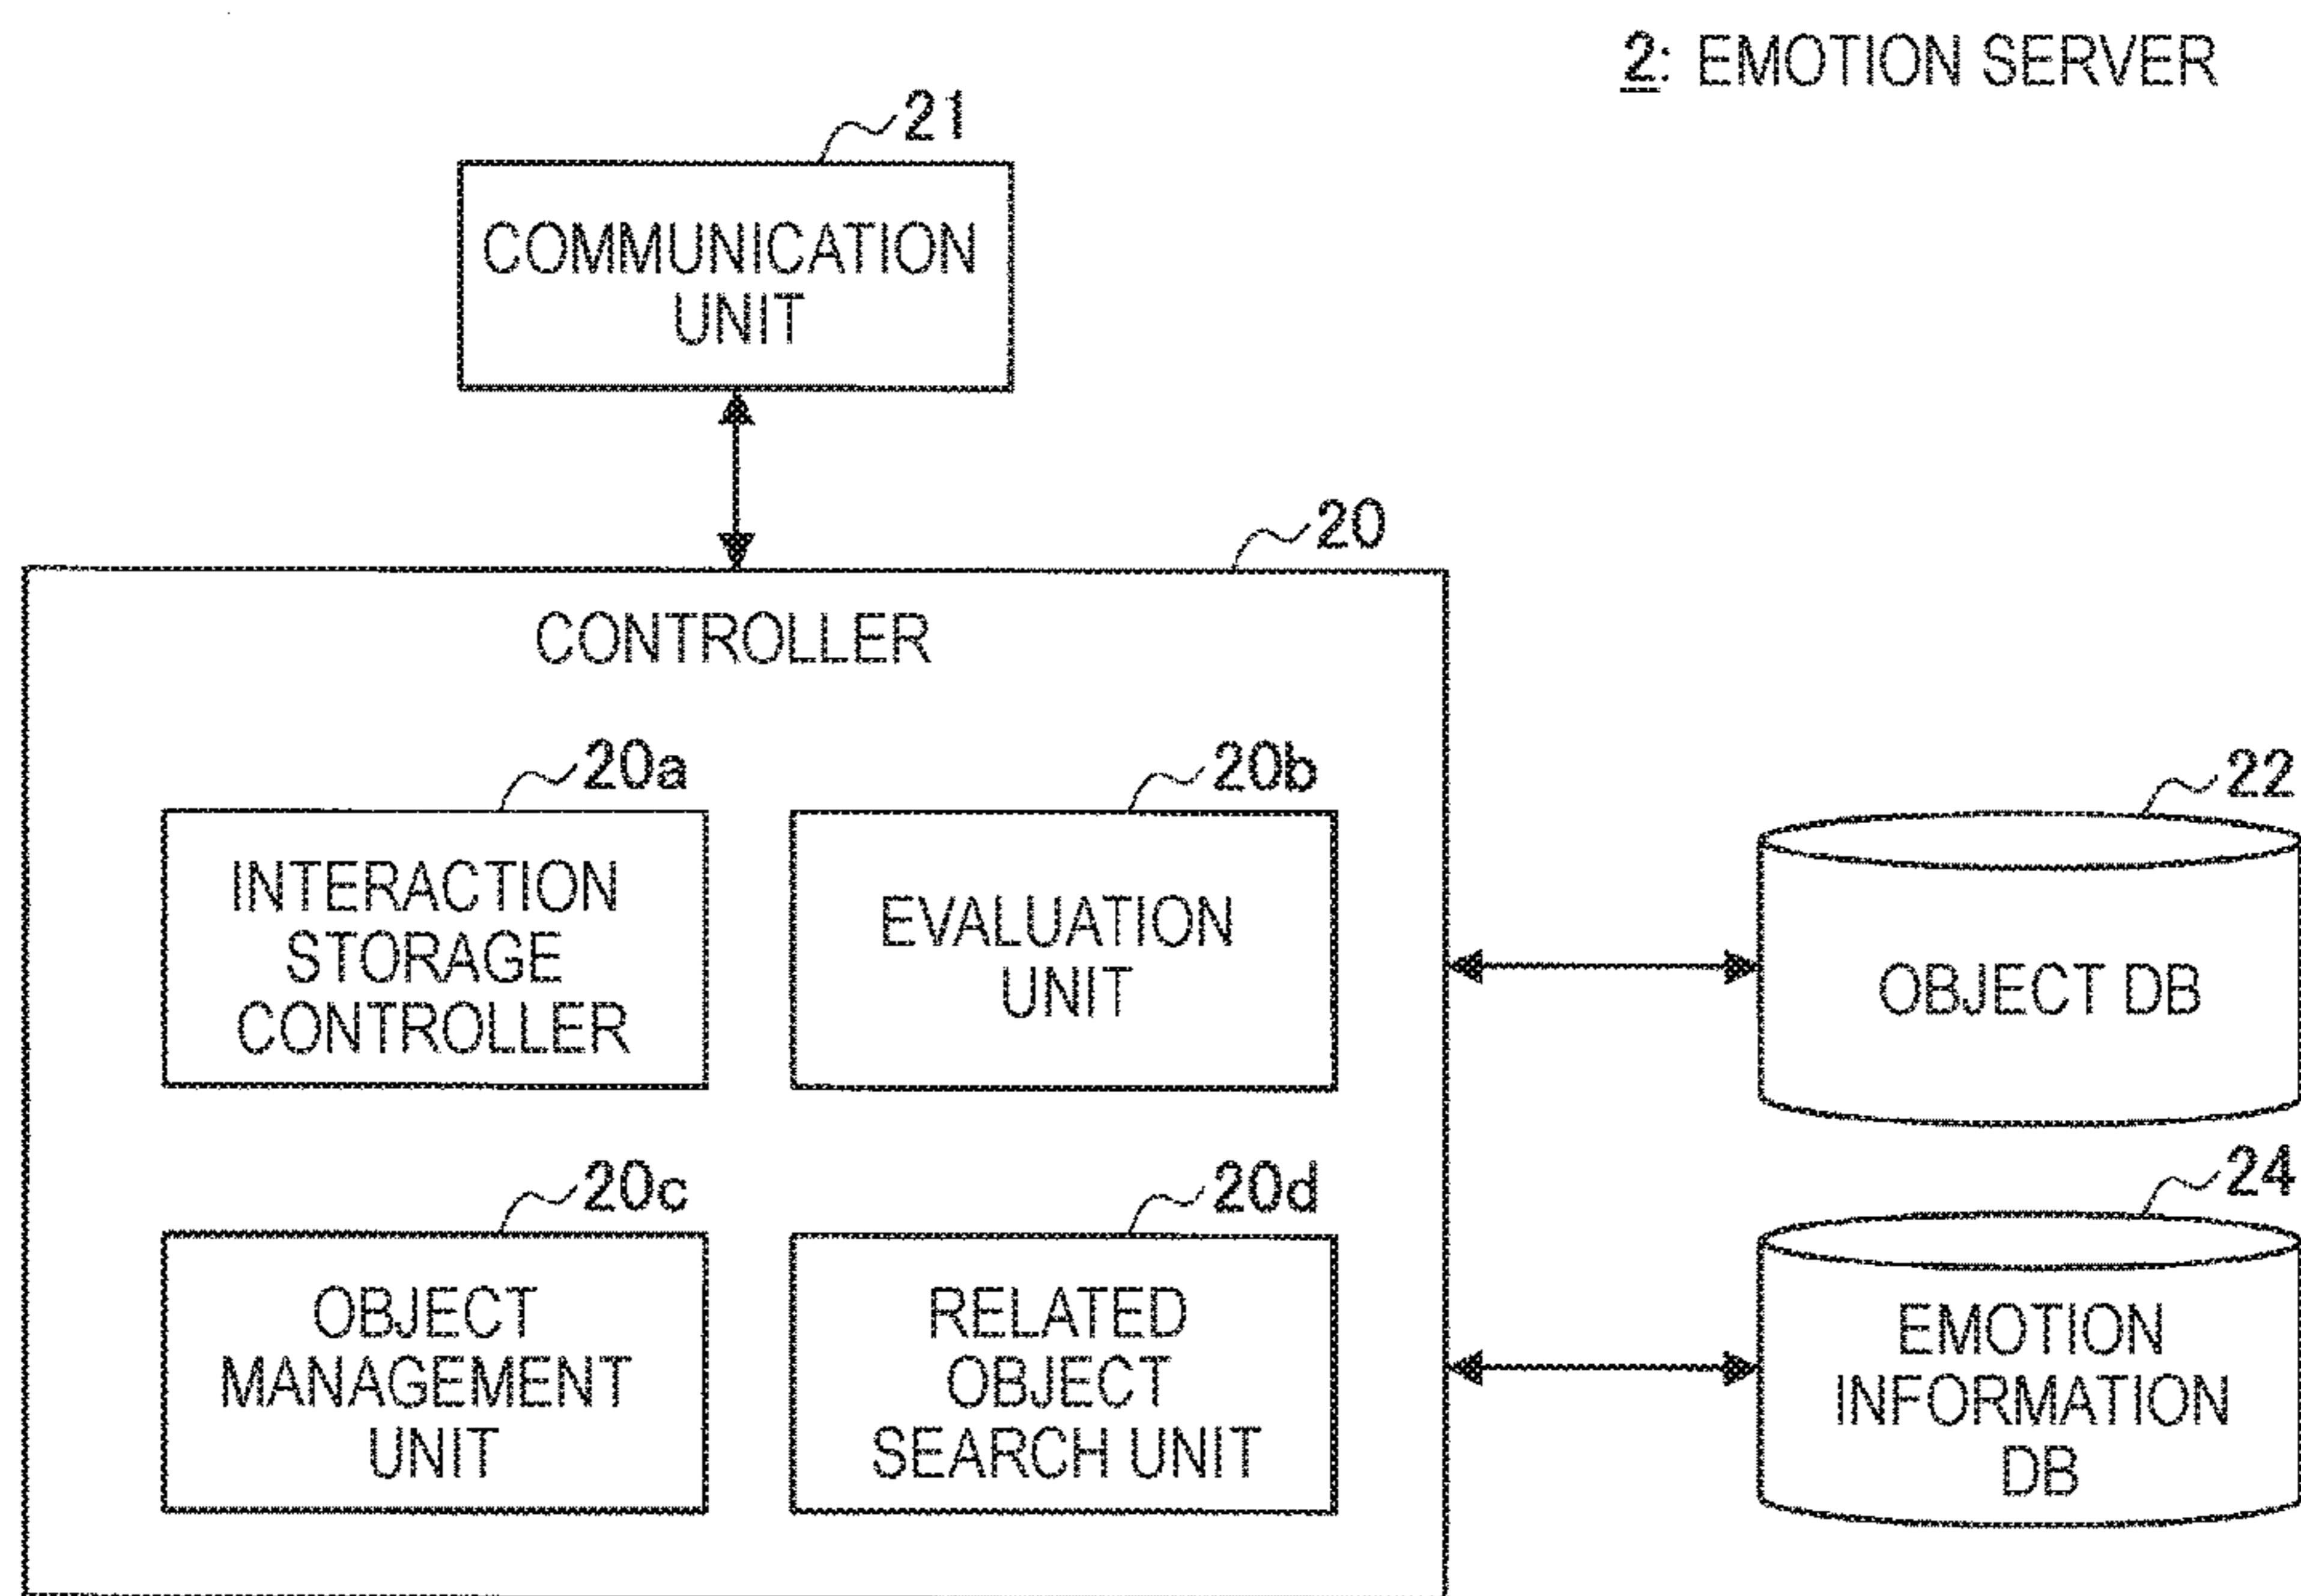 2: EMOTION SERVER
21
COMMUNICATION
UNIT
20
CONTROLLER
20a
INTERACTION
STORAGE
CONTROLLER
20b
EVALUATION
UNIT
22
OBJECT DB
20c
OBJECT
MANAGEMENT
UNIT
20d
RELATED
OBJECT
SEARCH UNIT
24
EMOTION
INFORMATION
DB